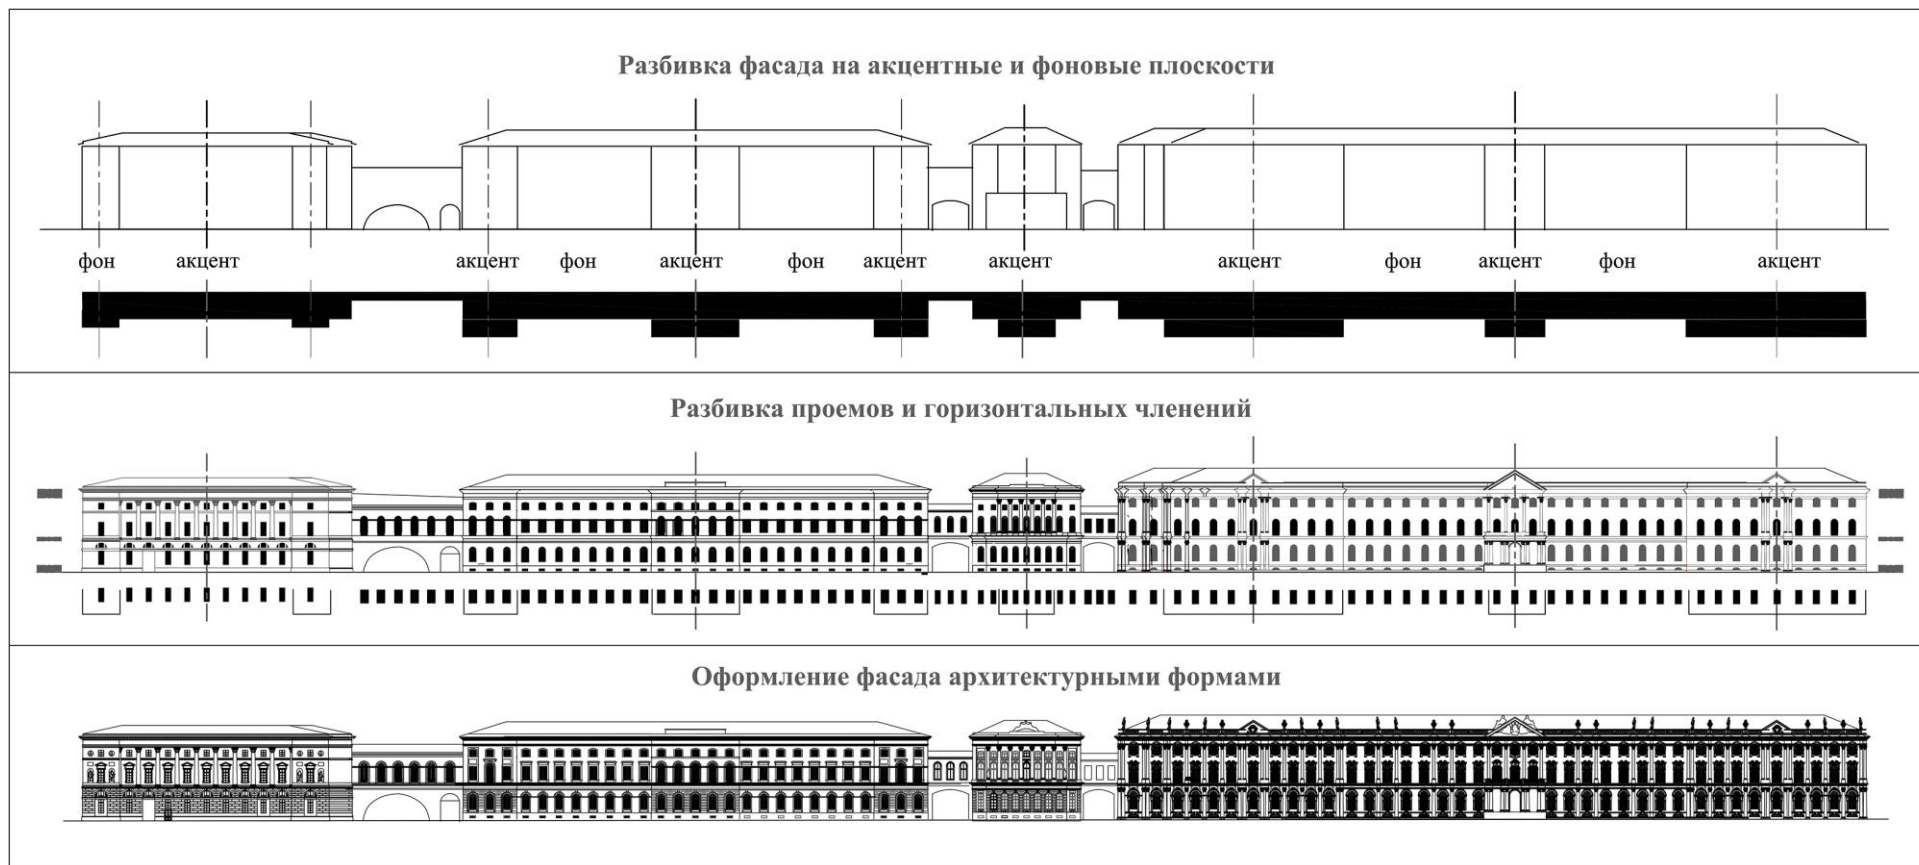 Разбивка фасада на акцентные и фоновые плоскости
фон акцент акцент фон акцент фон акцент акцент акцент фон акцент фон акцент
Разбивка проемов и горизонтальных членений
Оформление фасада архитектурными формами